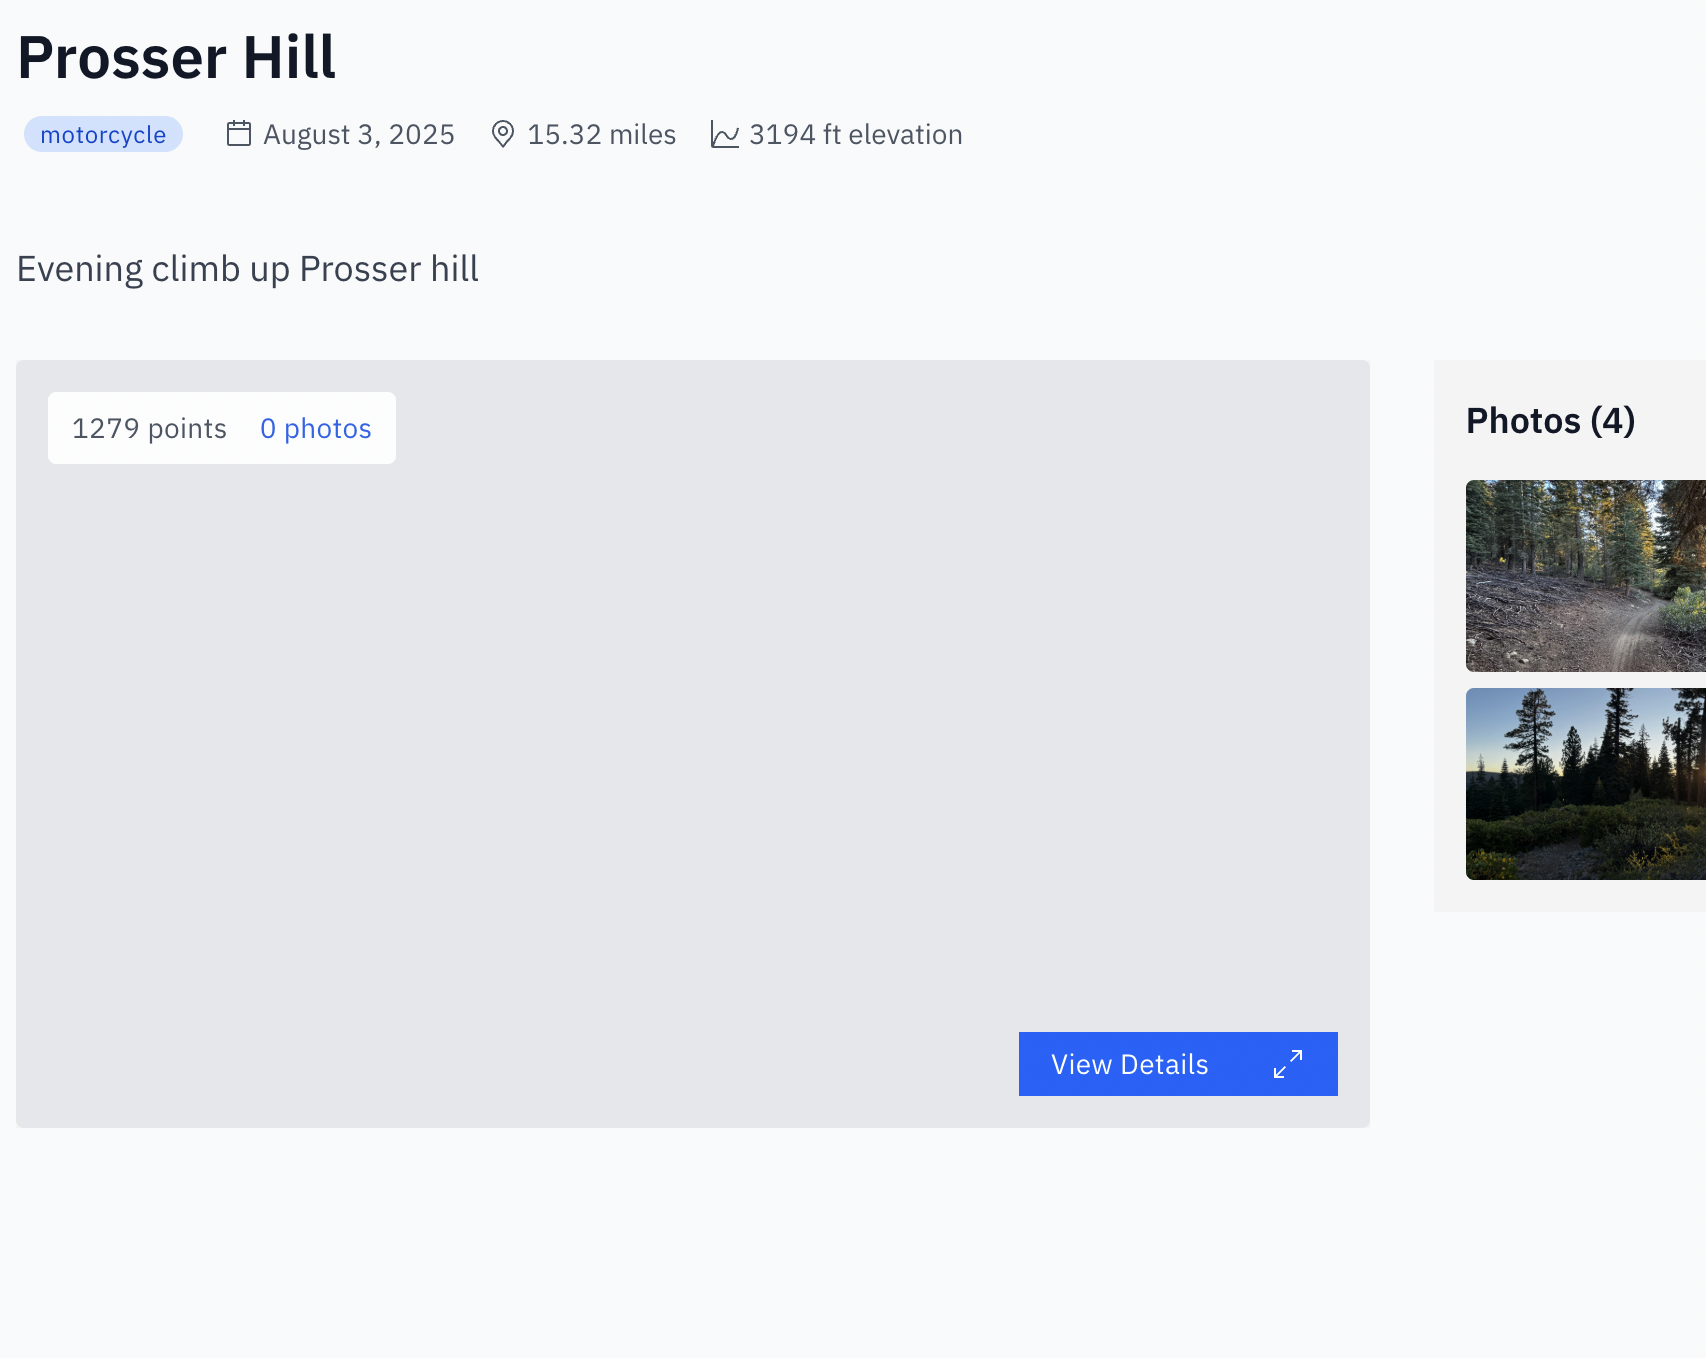 Prosser Hill
motorcycle August 3, 2025 15.32 miles 3194 ft elevation
Evening climb up Prosser hill
1279 points 0 photos
Photos (4)
View Details